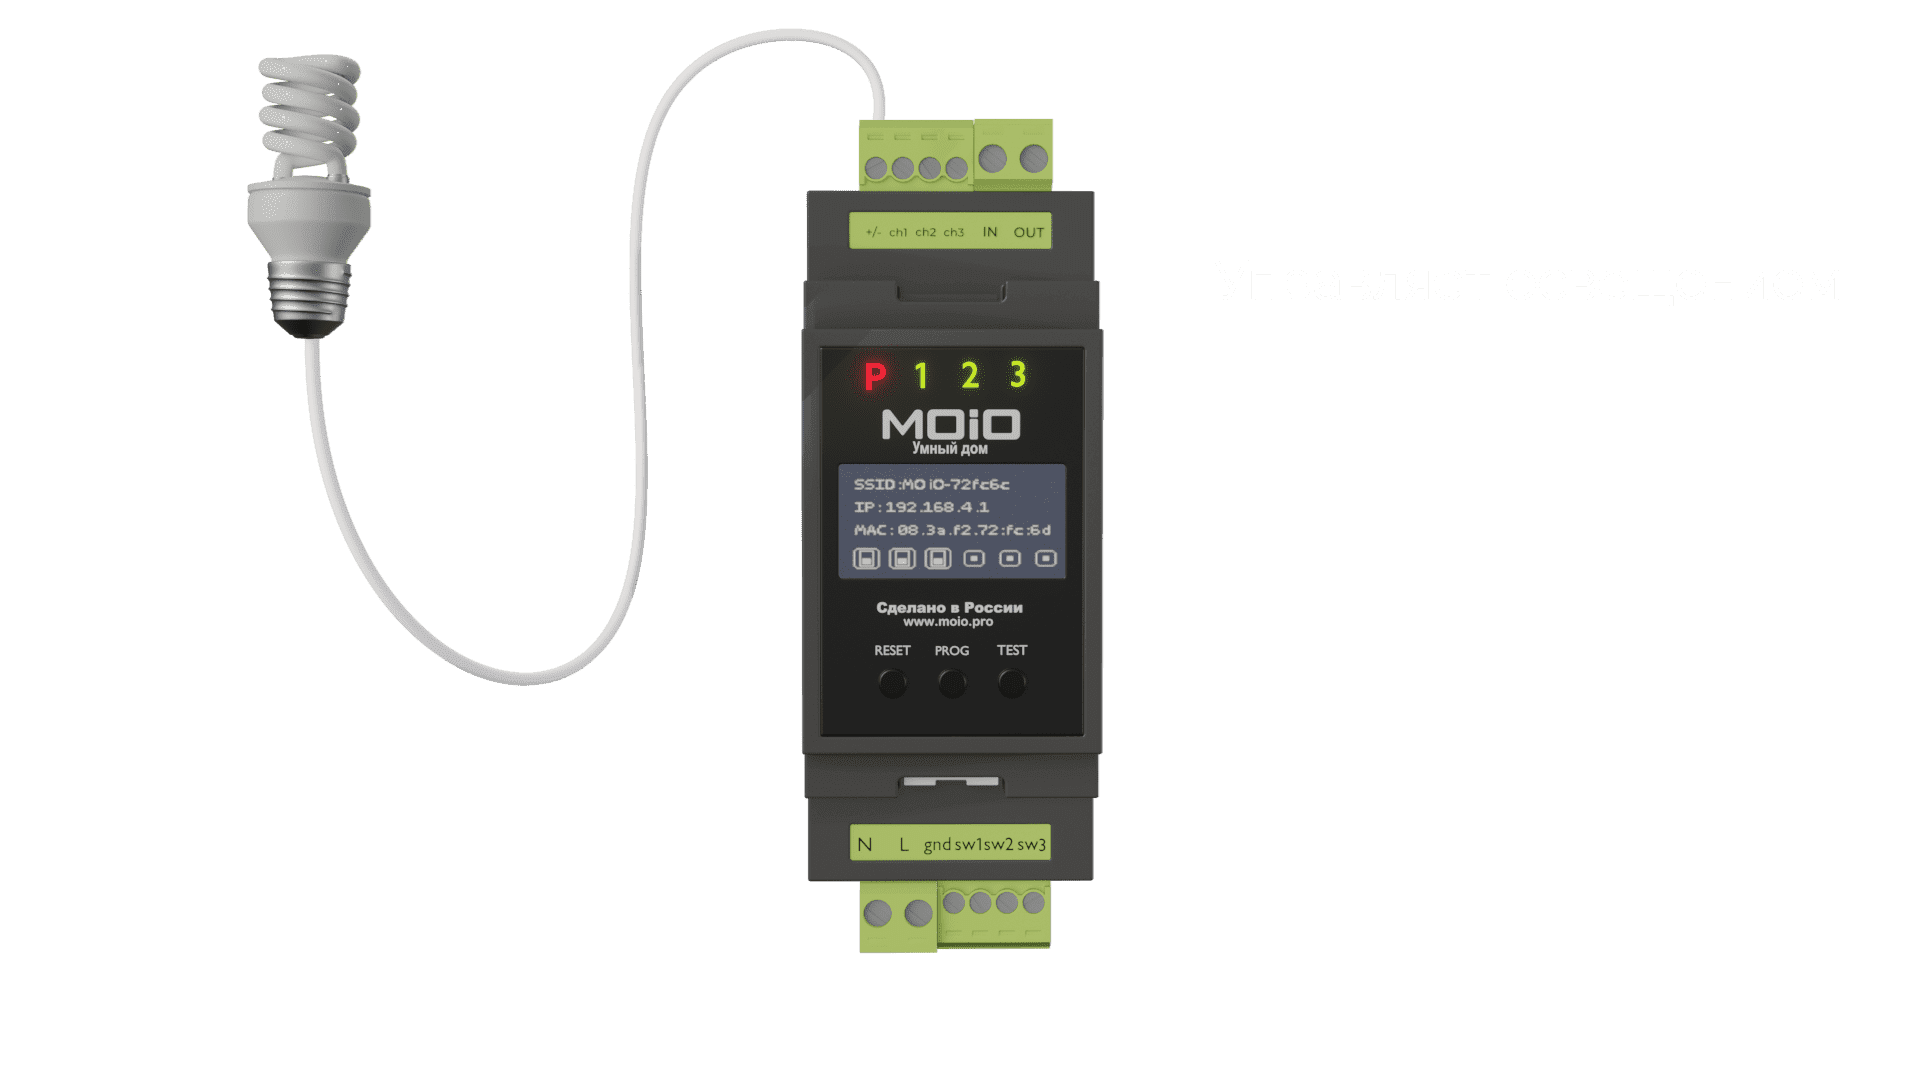 +/- ch1 ch2 ch3 IN OUT
P 1 2 3
MOiO
Умный дом
SSID:MOiO-72fc6c
IP:192.168.4.1
MAC:08.3a.f2.72:fc:6d
Сделано в России
www.moio.pro
RESET PROG TEST
N L gnd sw1 sw2 sw3